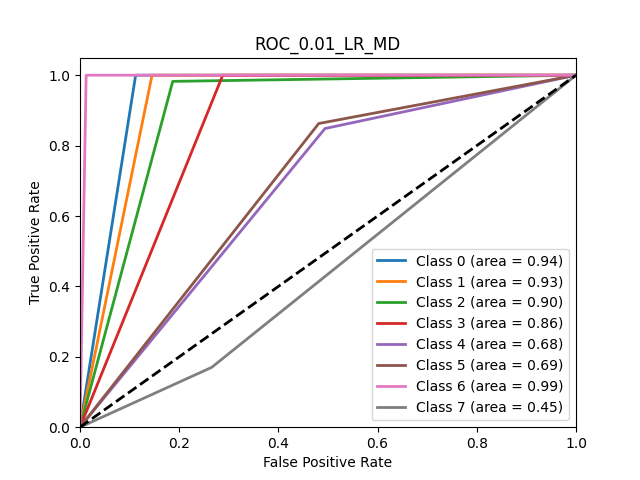 ROC_0.01_LR_MD
True Positive Rate
1.0
0.8
0.6
0.4
0.2
0.0
0.0 0.2 0.4 0.6 0.8 1.0
False Positive Rate
Class 0 (area = 0.94)
Class 1 (area = 0.93)
Class 2 (area = 0.90)
Class 3 (area = 0.86)
Class 4 (area = 0.68)
Class 5 (area = 0.69)
Class 6 (area = 0.99)
Class 7 (area = 0.45)